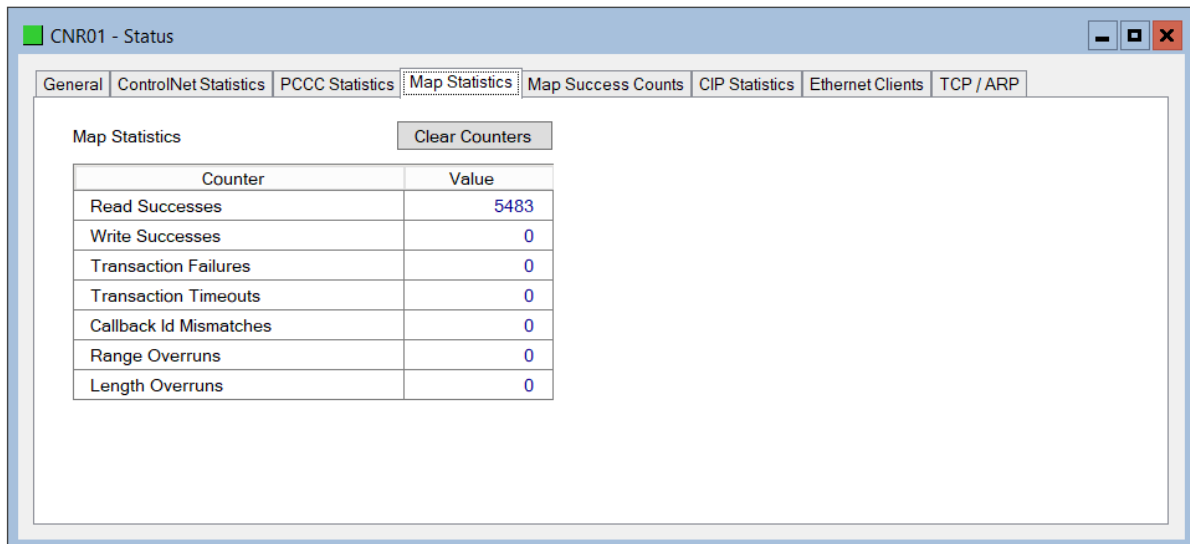 CNR01 - Status
General ControlNet Statistics PCCC Statistics Map Statistics Map Success Counts CIP Statistics Ethernet Clients TCP / ARP
Map Statistics Clear Counters
Counter Value
Read Successes 5483
Write Successes 0
Transaction Failures 0
Transaction Timeouts 0
Callback Id Mismatches 0
Range Overruns 0
Length Overruns 0